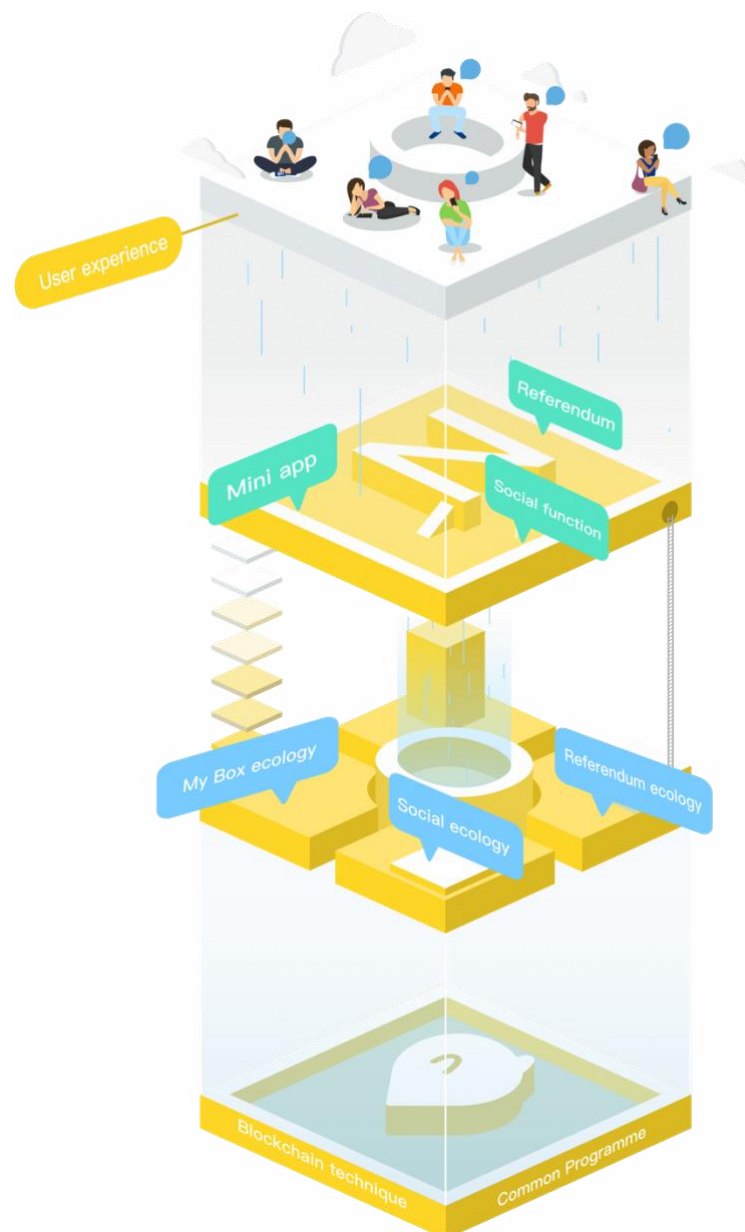 User experience
Referendum
Mini app
Social function
My Box ecology
Referendum ecology
Social ecology
Blockchain technique
Common Programme